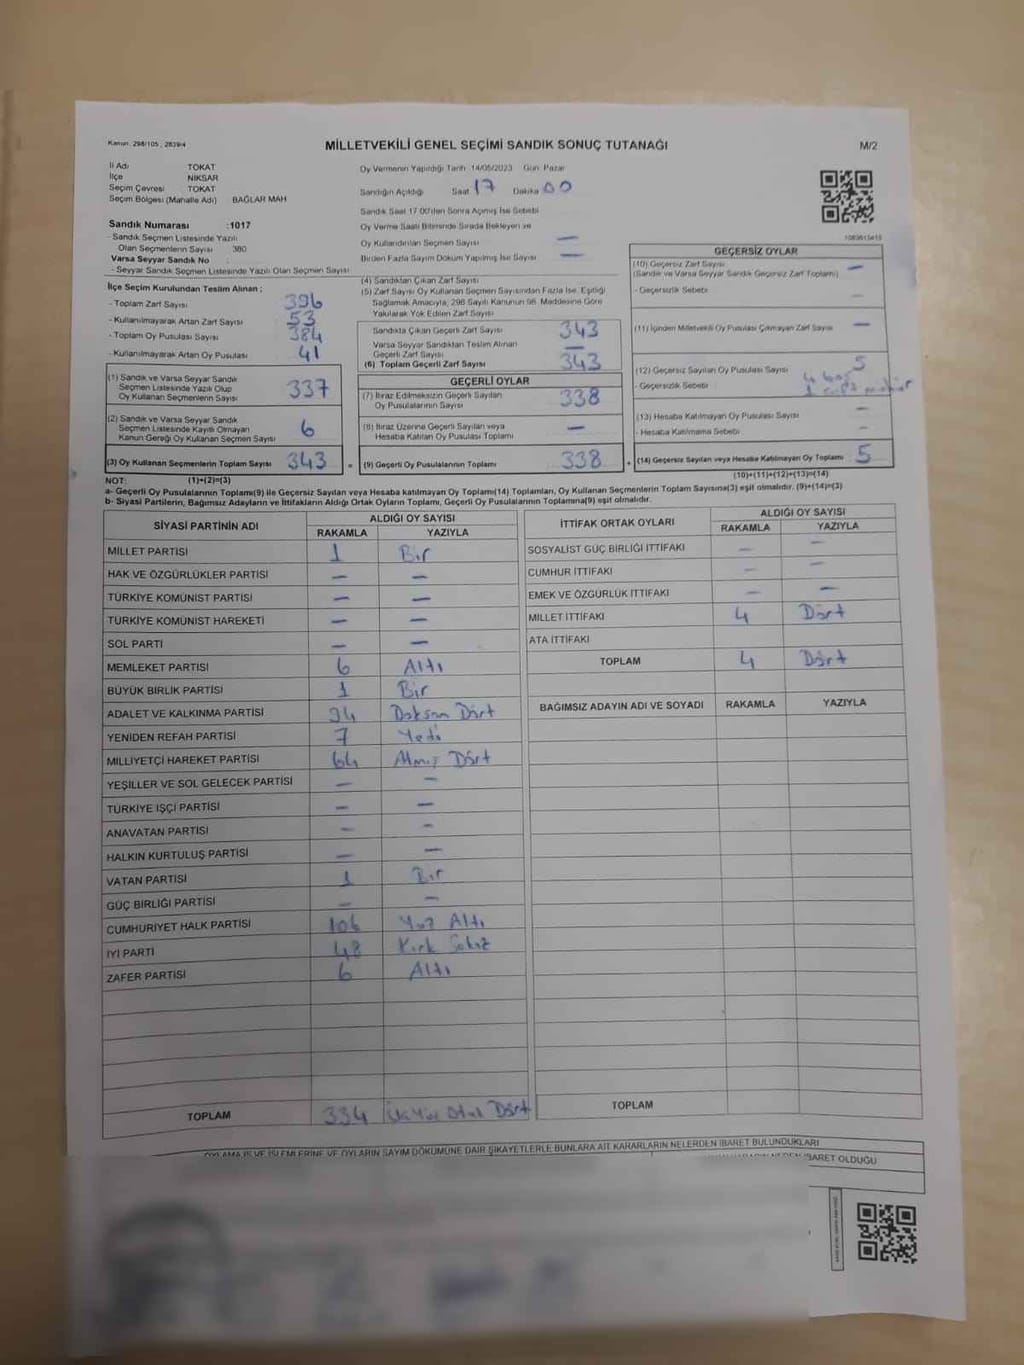 Kanun: 298/105, 2839/4
MİLLETVEKİLİ GENEL SEÇİMİ SANDIK SONUÇ TUTANAĞI
M/2
İl Adı TOKAT
İlçe NİKSAR
Seçim Çevresi TOKAT
Seçim Bölgesi (Mahalle Adı) BAĞLAR MAH
Sandık Numarası :1017
- Sandık Seçmen Listesinde Yazılı
Olan Seçmenlerin Sayısı 380
Varsa Seyyar Sandık No
- Seyyar Sandık Seçmen Listesinde Yazılı Olan Seçmen Sayısı
Oy Vermenin Yapıldığı Tarih 14/05/2023 Gün Pazar
Sandığın Açıldığı Saat 17 Dakika 00
Sandık Saat 17 00'den Sonra Açılmış İse Sebebi
Oy Verme Saati Bitiminde Sırada Bekleyen ve
Oy Kullandırılan Seçmen Sayısı —
Birden Fazla Sayım Döküm Yapılmış İse Sayısı —
1083613415
İlçe Seçim Kurulundan Teslim Alınan ;
- Toplam Zarf Sayısı 396
- Kullanılmayarak Artan Zarf Sayısı 53
- Toplam Oy Pusulası Sayısı 384
- Kullanılmayarak Artan Oy Pusulası 41
(1) Sandık ve Varsa Seyyar Sandık
Seçmen Listesinde Yazılı Olup
Oy Kullanan Seçmenlerin Sayısı 337
(2) Sandık ve Varsa Seyyar Sandık
Seçmen Listesinde Kayıtlı Olmayan
Kanun Gereği Oy Kullanan Seçmen Sayısı 6
(3) Oy Kullanan Seçmenlerin Toplam Sayısı 343
(4) Sandıktan Çıkan Zarf Sayısı
(5) Zarf Sayısı Oy Kullanan Seçmen Sayısından Fazla İse, Eşitliği
Sağlamak Amacıyla, 298 Sayılı Kanunun 98. Maddesine Göre
Yakılarak Yok Edilen Zarf Sayısı
Sandıkta Çıkan Geçerli Zarf Sayısı 343
Varsa Seyyar Sandıktan Teslim Alınan
Geçerli Zarf Sayısı —
(6) Toplam Geçerli Zarf Sayısı 343
GEÇERLİ OYLAR
(7) İtiraz Edilmeksizin Geçerli Sayılan
Oy Pusulalarının Sayısı 338
(8) İtiraz Üzerine Geçerli Sayılan veya
Hesaba Katılan Oy Pusulası Toplamı —
= (9) Geçerli Oy Pusulalarının Toplamı 338
GEÇERSİZ OYLAR
(10) Geçersiz Zarf Sayısı —
(Sandık ve Varsa Seyyar Sandık Geçersiz Zarf Toplamı)
- Geçersizlik Sebebi —
(11) İçinden Milletvekili Oy Pusulası Çıkmayan Zarf Sayısı —
(12) Geçersiz Sayılan Oy Pusulası Sayısı 5
- Geçersizlik Sebebi 4 boş
(13) Hesaba Katılmayan Oy Pusulası Sayısı —
- Hesaba Katılmama Sebebi —
+ (14) Geçersiz Sayılan veya Hesaba Katılmayan Oy Toplamı 5
NOT: (1)+(2)=(3)
(10)+(11)+(12)+(13)=(14)
a- Geçerli Oy Pusulalarının Toplamı(9) ile Geçersiz Sayılan veya Hesaba katılmayan Oy Toplamı(14) Toplamları, Oy Kullanan Seçmenlerin Toplam Sayısına(3) eşit olmalıdır. (9)+(14)=(3)
b- Siyasi Partilerin, Bağımsız Adayların ve İttifakların Aldığı Ortak Oyların Toplamı, Geçerli Oy Pusulalarının Toplamına(9) eşit olmalıdır.
SİYASİ PARTİNİN ADI
ALDIĞI OY SAYISI
RAKAMLA YAZIYLA
MİLLET PARTİSİ 1 Bir
HAK VE ÖZGÜRLÜKLER PARTİSİ — —
TÜRKİYE KOMÜNİST PARTİSİ — —
TÜRKİYE KOMÜNİST HAREKETİ — —
SOL PARTİ — —
MEMLEKET PARTİSİ 6 Altı
BÜYÜK BİRLİK PARTİSİ 1 Bir
ADALET VE KALKINMA PARTİSİ 94 Doksan Dört
YENİDEN REFAH PARTİSİ 7 Yedi
MİLLİYETÇİ HAREKET PARTİSİ 64 Atmış Dört
YEŞİLLER VE SOL GELECEK PARTİSİ — —
TÜRKİYE İŞÇİ PARTİSİ — —
ANAVATAN PARTİSİ — —
HALKIN KURTULUŞ PARTİSİ — —
VATAN PARTİSİ 1 Bir
GÜÇ BİRLİĞİ PARTİSİ — —
CUMHURİYET HALK PARTİSİ 106 Yüz Altı
İYİ PARTİ 48 Kırk Sekiz
ZAFER PARTİSİ 6 Altı
TOPLAM 334
İTTİFAK ORTAK OYLARI
ALDIĞI OY SAYISI
RAKAMLA YAZIYLA
SOSYALİST GÜÇ BİRLİĞİ İTTİFAKI — —
CUMHUR İTTİFAKI — —
EMEK VE ÖZGÜRLÜK İTTİFAKI — —
MİLLET İTTİFAKI 4 Dört
ATA İTTİFAKI
TOPLAM 4 Dört
BAĞIMSIZ ADAYIN ADI VE SOYADI RAKAMLA YAZIYLA
TOPLAM
OYLAMA İŞ VE İŞLEMLERİNE VE OYLARIN SAYIM DÖKÜMÜNE DAİR ŞİKAYETLERLE BUNLARA AİT KARARLARIN NELERDEN İBARET BULUNDUKLARI
İBARET OLDUĞU